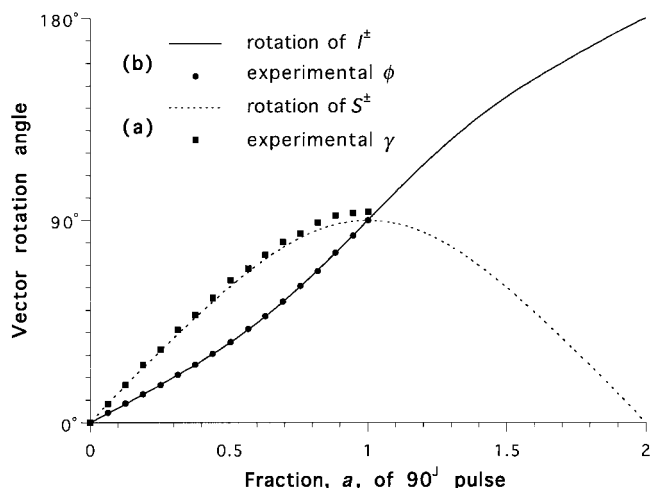 180°
(b)
rotation of I±
experimental ϕ
(a)
rotation of S±
experimental γ
90°
0°
Vector rotation angle
0
0.5
1
1.5
2
Fraction, a, of 90ᴶ pulse